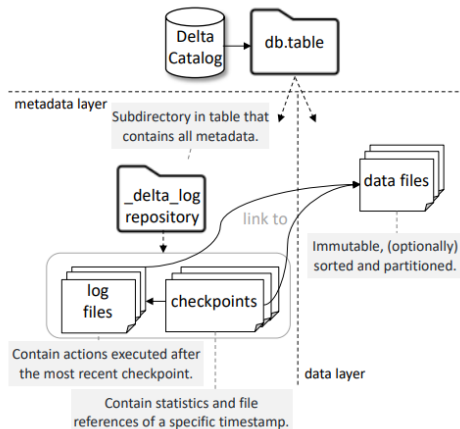 Delta
Catalog
db.table
metadata layer
Subdirectory in table that
contains all metadata.
_delta_log
repository
link to
data files
Immutable, (optionally)
sorted and partitioned.
log
files
checkpoints
Contain actions executed after
the most recent checkpoint.
data layer
Contain statistics and file
references of a specific timestamp.